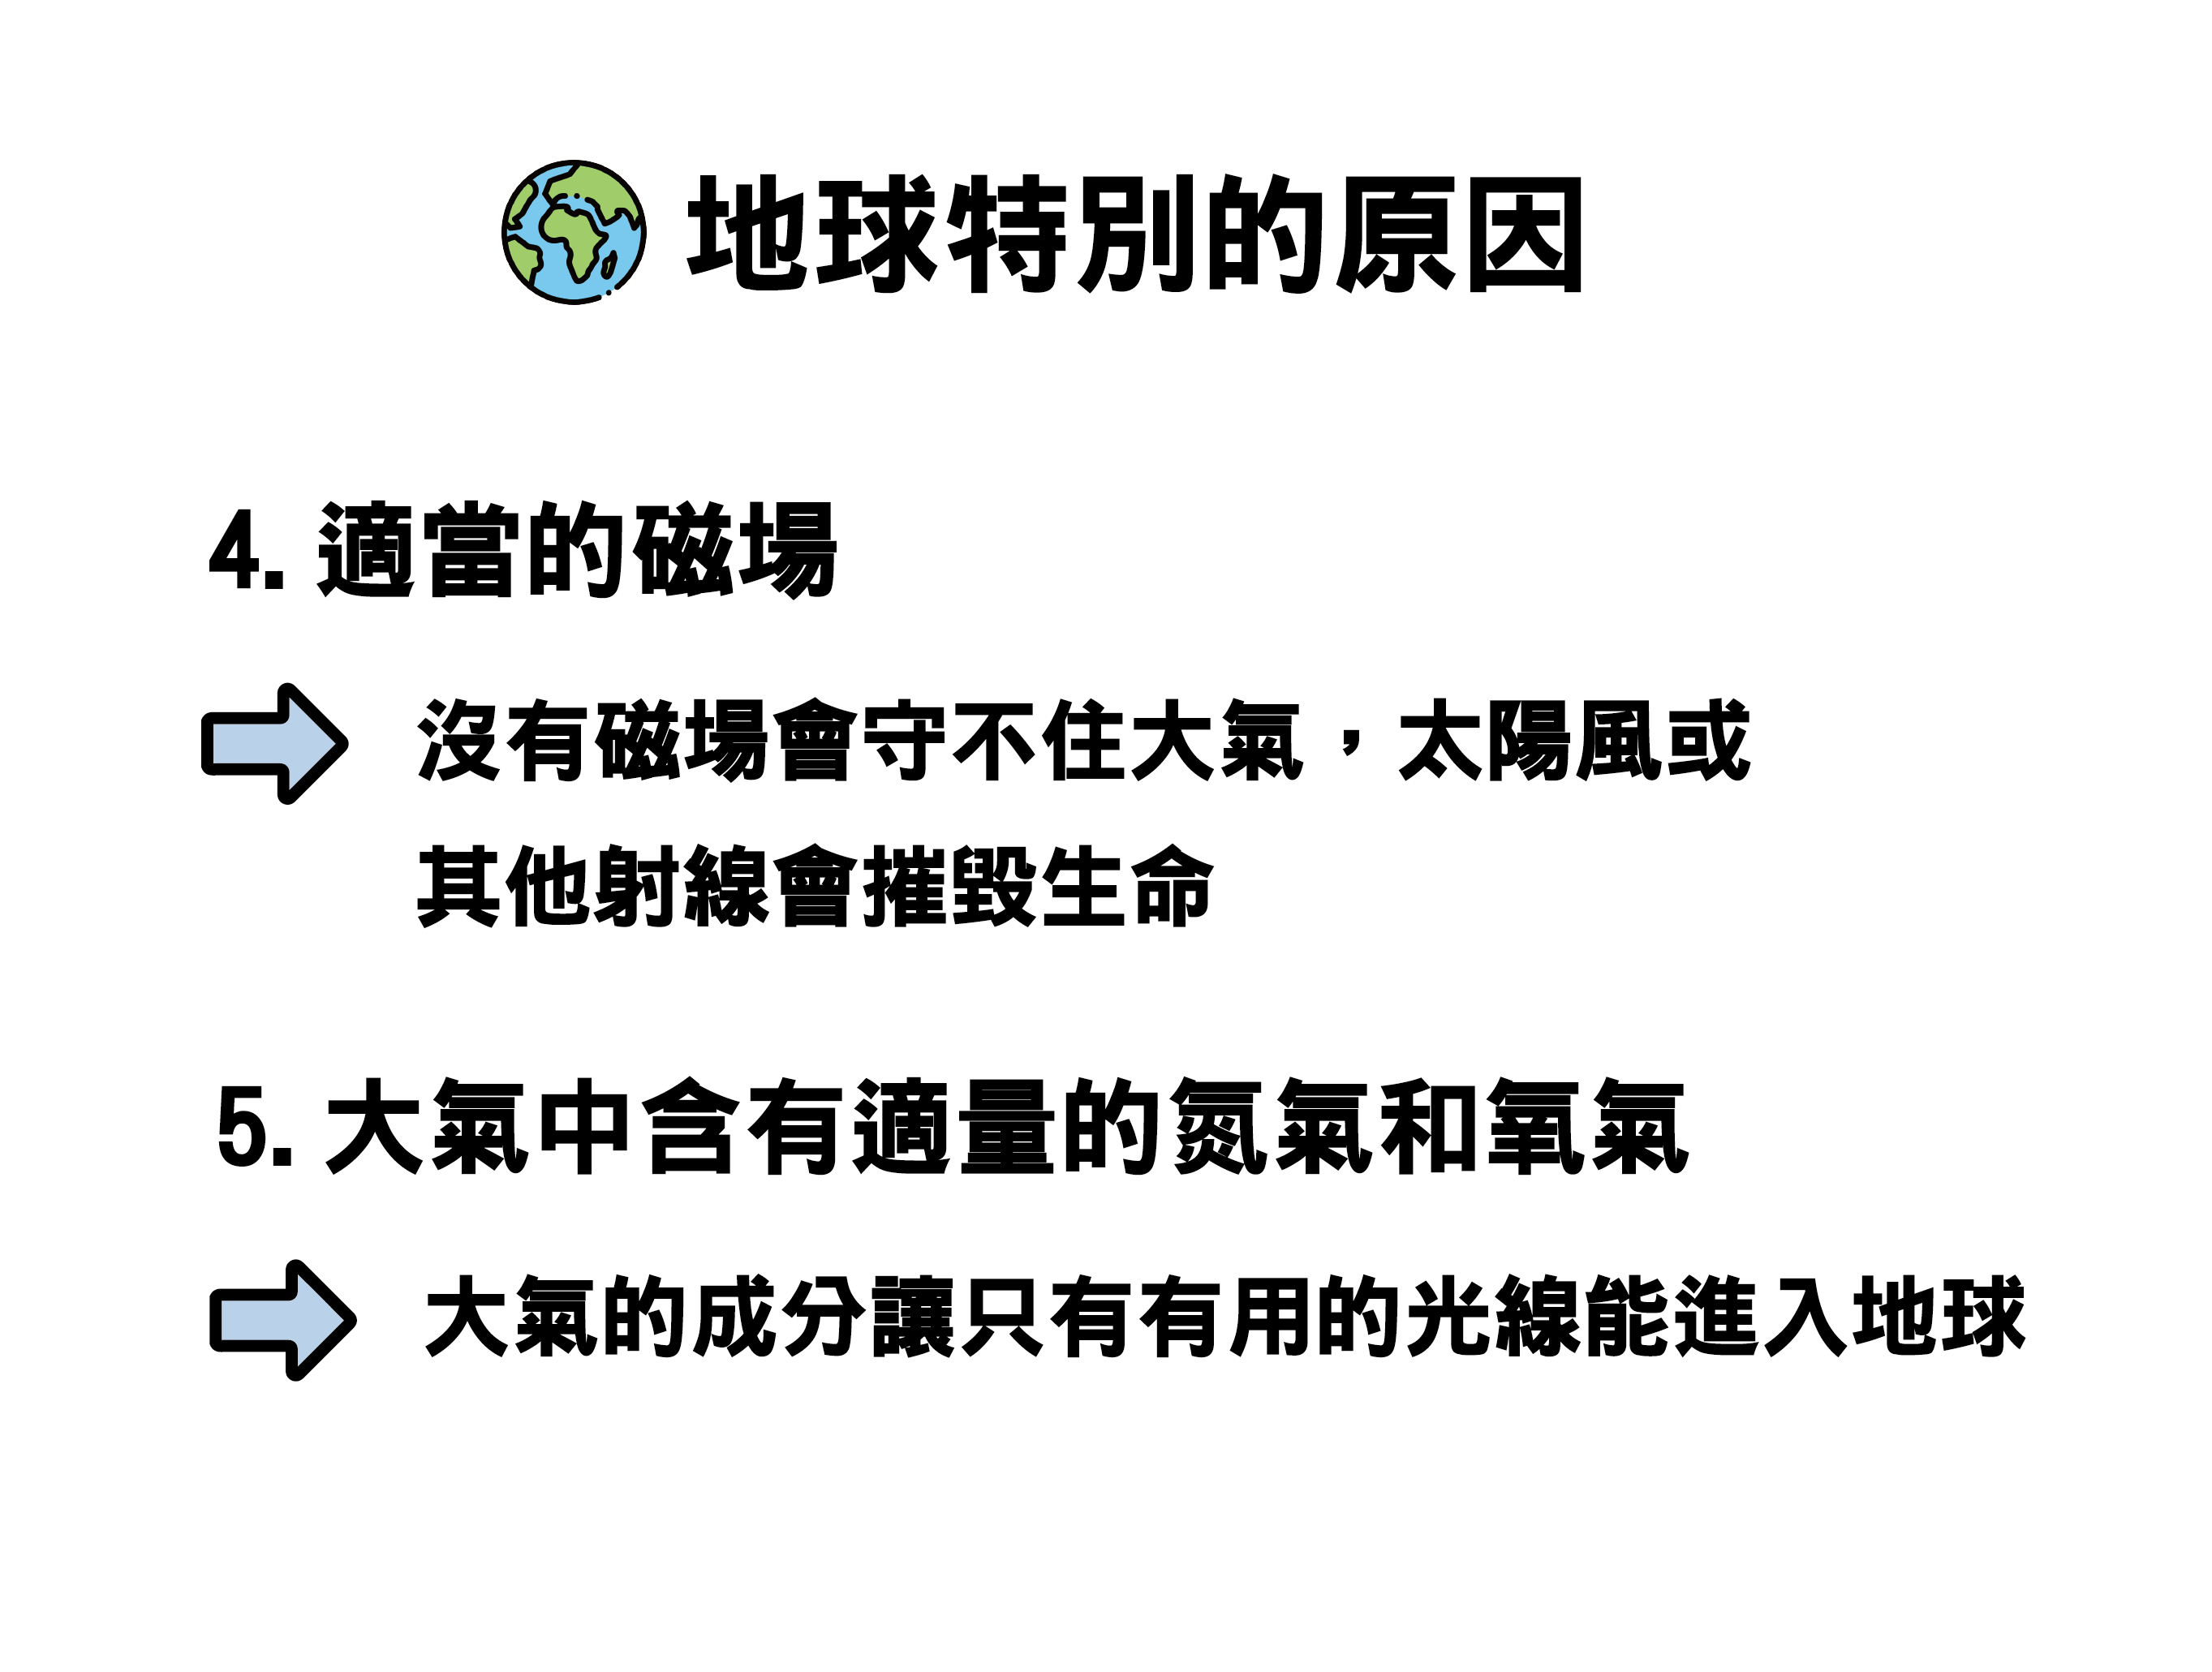 地球特別的原因
4. 適當的磁場
沒有磁場會守不住大氣，太陽風或
其他射線會摧毀生命
5. 大氣中含有適量的氮氣和氧氣
大氣的成分讓只有有用的光線能進入地球